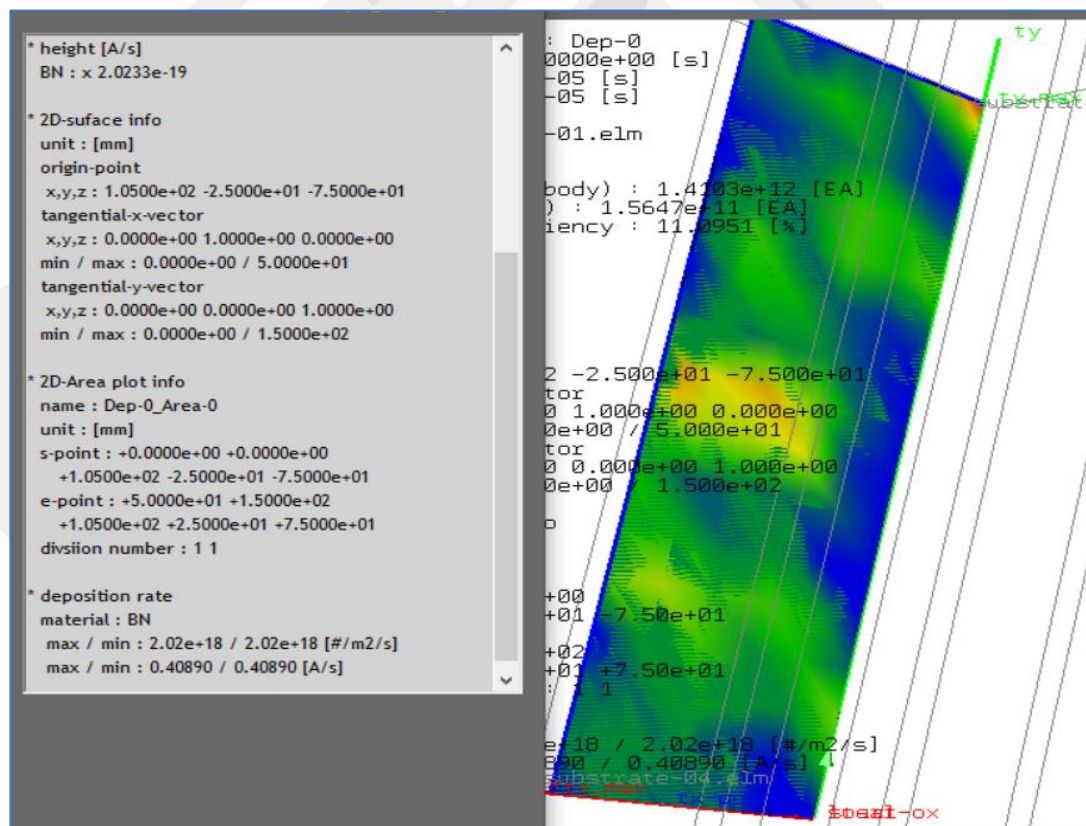 * height [A/s]
BN : x 2.0233e-19
* 2D-suface info
unit : [mm]
origin-point
x,y,z : 1.0500e+02 -2.5000e+01 -7.5000e+01
tangential-x-vector
x,y,z : 0.0000e+00 1.0000e+00 0.0000e+00
min / max : 0.0000e+00 / 5.0000e+01
tangential-y-vector
x,y,z : 0.0000e+00 0.0000e+00 1.0000e+00
min / max : 0.0000e+00 / 1.5000e+02
* 2D-Area plot info
name : Dep-0_Area-0
unit : [mm]
s-point : +0.0000e+00 +0.0000e+00
+1.0500e+02 -2.5000e+01 -7.5000e+01
e-point : +5.0000e+01 +1.5000e+02
+1.0500e+02 +2.5000e+01 +7.5000e+01
divsiion number : 1 1
* deposition rate
material : BN
max / min : 2.02e+18 / 2.02e+18 [#/m2/s]
max / min : 0.40890 / 0.40890 [A/s]
ty
: Dep-0
0000e+00 [s]
-05 [s]
-05 [s]
ty max
substrat
-01.elm
body) : 1.4103e+12 [EA]
) : 1.5647e+11 [EA]
iency : 11.0951 [%]
2 -2.500e+01 -7.500e+01
tor
0 1.000e+00 0.000e+00
0e+00 / 5.000e+01
tor
0 0.000e+00 1.000e+00
0e+00 / 1.500e+02
o
+00
+01 -7.50e+01
+02
+01 +7.50e+01
: 1 1
e+18 / 2.02e+18 [#/m2/s]
890 / 0.40890 [A/s]
substrate-04.elm
tx max